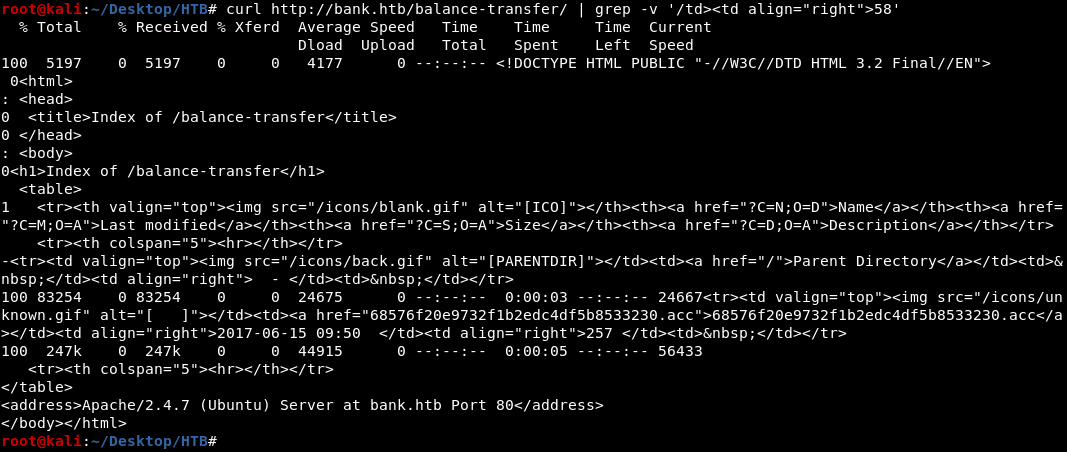 root@kali:~/Desktop/HTB# curl http://bank.htb/balance-transfer/ | grep -v '/td><td align="right">58'
  % Total    % Received % Xferd  Average Speed   Time    Time     Time  Current
                                 Dload  Upload   Total   Spent    Left  Speed
100  5197    0  5197    0     0   4177      0 --:--:-- <!DOCTYPE HTML PUBLIC "-//W3C//DTD HTML 3.2 Final//EN">
 0<html>
: <head>
0  <title>Index of /balance-transfer</title>
0 </head>
: <body>
0<h1>Index of /balance-transfer</h1>
  <table>
1   <tr><th valign="top"><img src="/icons/blank.gif" alt="[ICO]"></th><th><a href="?C=N;O=D">Name</a></th><th><a href=
"?C=M;O=A">Last modified</a></th><th><a href="?C=S;O=A">Size</a></th><th><a href="?C=D;O=A">Description</a></th></tr>
    <tr><th colspan="5"><hr></th></tr>
-<tr><td valign="top"><img src="/icons/back.gif" alt="[PARENTDIR]"></td><td><a href="/">Parent Directory</a></td><td>&
nbsp;</td><td align="right">  - </td><td>&nbsp;</td></tr>
100 83254    0 83254    0     0  24675      0 --:--:--  0:00:03 --:--:-- 24667<tr><td valign="top"><img src="/icons/un
known.gif" alt="[   ]"></td><td><a href="68576f20e9732f1b2edc4df5b8533230.acc">68576f20e9732f1b2edc4df5b8533230.acc</a
></td><td align="right">2017-06-15 09:50  </td><td align="right">257 </td><td>&nbsp;</td></tr>
100  247k    0  247k    0     0  44915      0 --:--:--  0:00:05 --:--:-- 56433
   <tr><th colspan="5"><hr></th></tr>
</table>
<address>Apache/2.4.7 (Ubuntu) Server at bank.htb Port 80</address>
</body></html>
root@kali:~/Desktop/HTB#